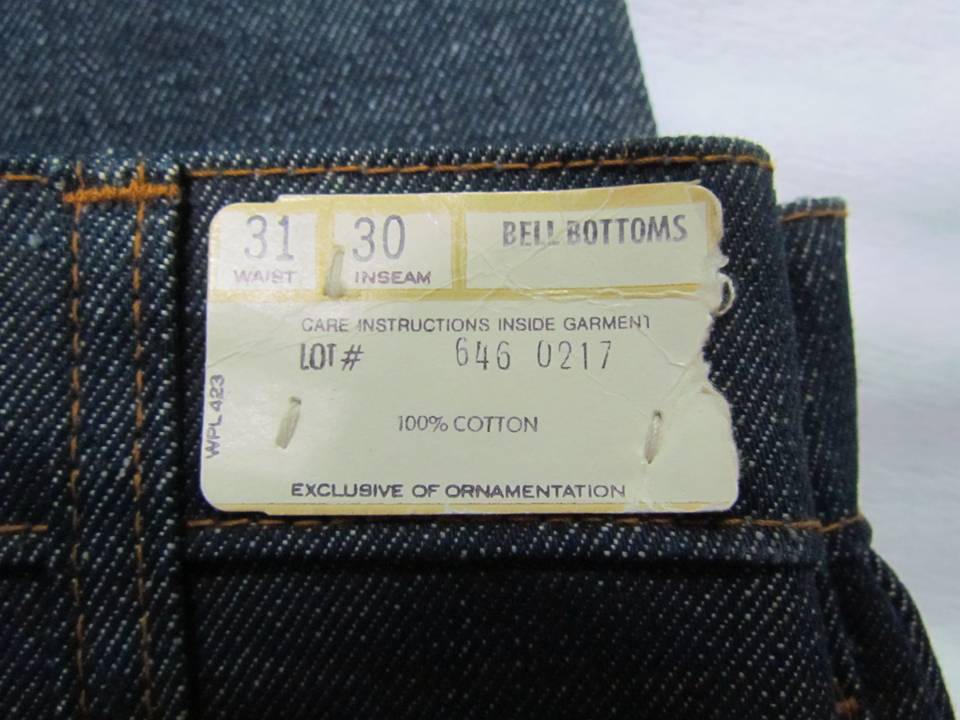 31 30 BELL BOTTOMS
WAIST INSEAM
CARE INSTRUCTIONS INSIDE GARMENT
LOT # 646 0217
WPL 423
100% COTTON
EXCLUSIVE OF ORNAMENTATION